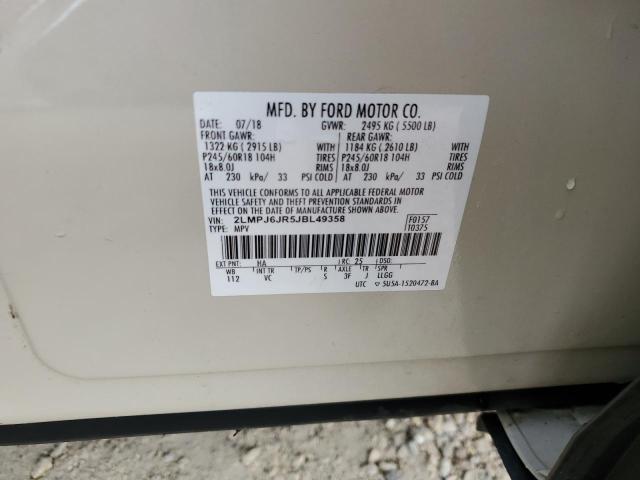 MFD. BY FORD MOTOR CO.
DATE: 07/18 GVWR: 2495 KG ( 5500 LB)
FRONT GAWR: REAR GAWR:
1322 KG ( 2915 LB) WITH 1184 KG ( 2610 LB) WITH
P245/60R18 104H TIRES P245/60R18 104H TIRES
18x8.0J RIMS 18x8.0J RIMS
AT 230 kPa/ 33 PSI COLD AT 230 kPa/ 33 PSI COLD
THIS VEHICLE CONFORMS TO ALL APPLICABLE FEDERAL MOTOR
VEHICLE SAFETY AND THEFT PREVENTION STANDARDS IN
EFFECT ON THE DATE OF MANUFACTURE SHOWN ABOVE.
VIN: 2LMPJ6JR5JBL49358 F0157
TYPE: MPV 10375
EXT PNT: HA RC: 25 DSO:
WB INT TR TP/PS R AXLE TR SPR
112 VC S 3F J LLGG
UTC ▽ 5U5A-1520472-BA